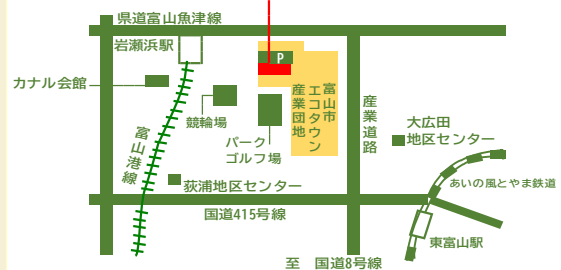 県道富山魚津線
岩瀬浜駅
P
カナル会館
競輪場
富山市
エコタウン
産業団地
産業道路
大広田
地区センター
パーク
ゴルフ場
富山港線
荻浦地区センター
あいの風とやま鉄道
国道415号線
東富山駅
至　国道8号線